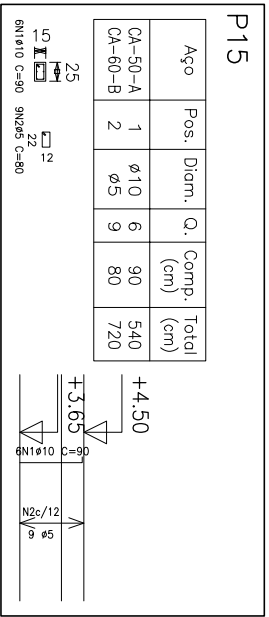 P15
Aço Pos. Diam. Q. Comp. (cm) Total (cm)
CA-50-A 1 ø10 6 90 540
CA-60-B 2 ø5 9 80 720
25
15
6N1ø10 C=90
12
22
9N2ø5 C=80
+4.50
+3.65
6N1ø10 C=90
N2c/12
9 ø5